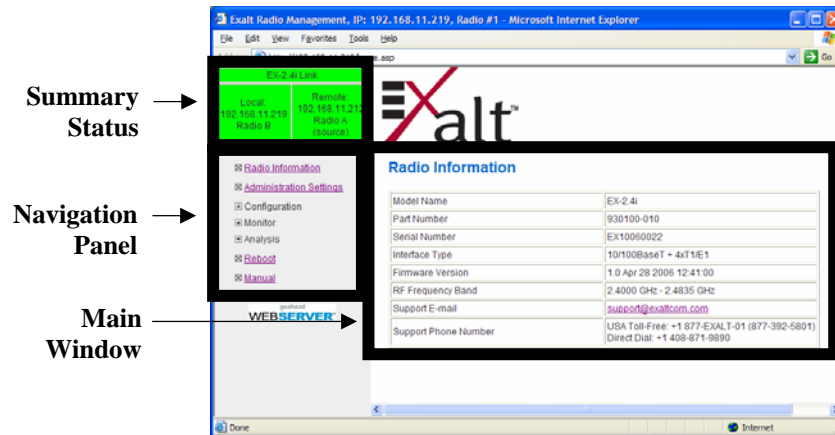 Exalt Radio Management, IP: 192.168.11.219, Radio #1 - Microsoft Internet Explorer
File Edit View Favorites Tools Help
e.asp
Go
Summary
Status
EX-2.4i Link
Local:
192.168.11.219
Radio B
Remote:
192.168.11.21
Radio A
(source)
EXalt™
Navigation
Panel
Radio Information
Administration Settings
Configuration
Monitor
Analysis
Reboot
Manual
goahead
WEBSERVER
Main
Window
Radio Information
Model Name EX-2.4i
Part Number 930100-010
Serial Number EX10060022
Interface Type 10/100BaseT + 4xT1/E1
Firmware Version 1.0 Apr 28 2006 12:41:00
RF Frequency Band 2.4000 GHz - 2.4835 GHz
Support E-mail support@exaltcom.com
Support Phone Number USA Toll-Free: +1 877-EXALT-01 (877-392-5801)
Direct Dial: +1 408-871-9890
Done
Internet